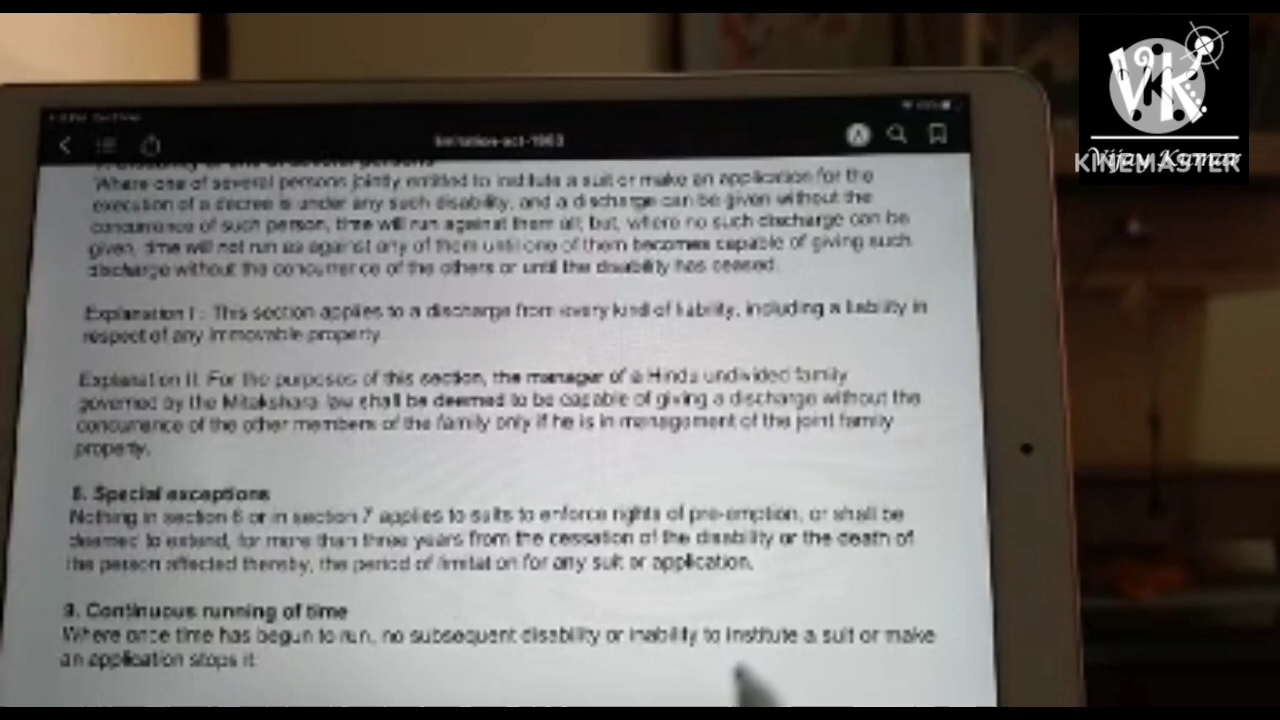 limitation-act-1963
Where one of several persons jointly entitled to institute a suit or make an application for the
execution of a decree is under any such disability, and a discharge can be given without the
concurrence of such person, time will run against them all; but, where no such discharge can be
given, time will not run as against any of them until one of them becomes capable of giving such
discharge without the concurrence of the others or until the disability has ceased.
Explanation I : This section applies to a discharge from every kind of liability, including a liability in
respect of any immovable property.
Explanation II. For the purposes of this section, the manager of a Hindu undivided family
governed by the Mitakshara law shall be deemed to be capable of giving a discharge without the
concurrence of the other members of the family only if he is in management of the joint family
property.
8. Special exceptions
Nothing in section 6 or in section 7 applies to suits to enforce rights of pre-emption, or shall be
deemed to extend, for more than three years from the cessation of the disability or the death of
the person affected thereby, the period of limitation for any suit or application.
9. Continuous running of time
Where once time has begun to run, no subsequent disability or inability to institute a suit or make
an application stops it
VK
Vijay Kumar
KINEMASTER